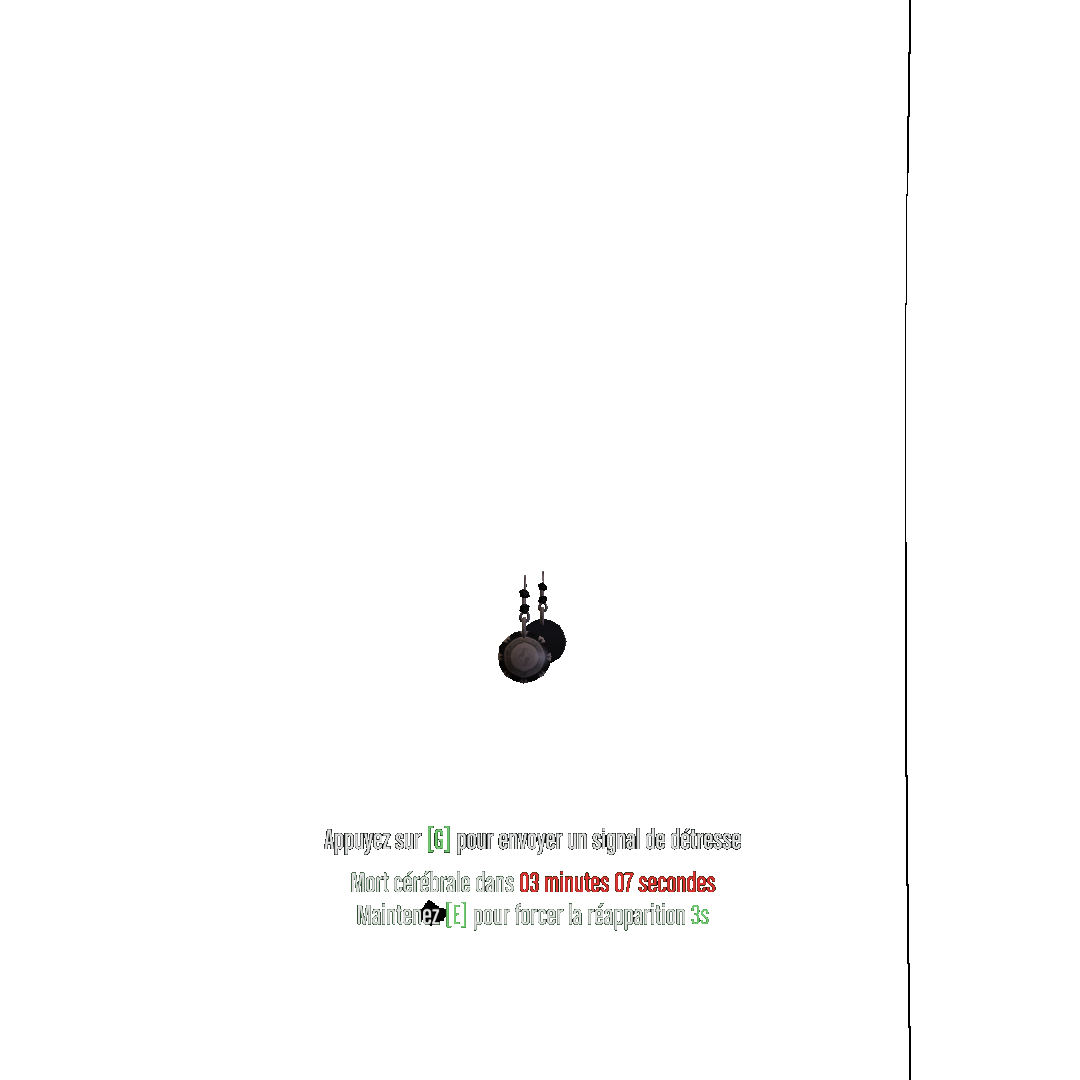 Appuyez sur [G] pour envoyer un signal de détresse
Mort cérébrale dans 03 minutes 07 secondes
Maintenez [E] pour forcer la réapparition 3s